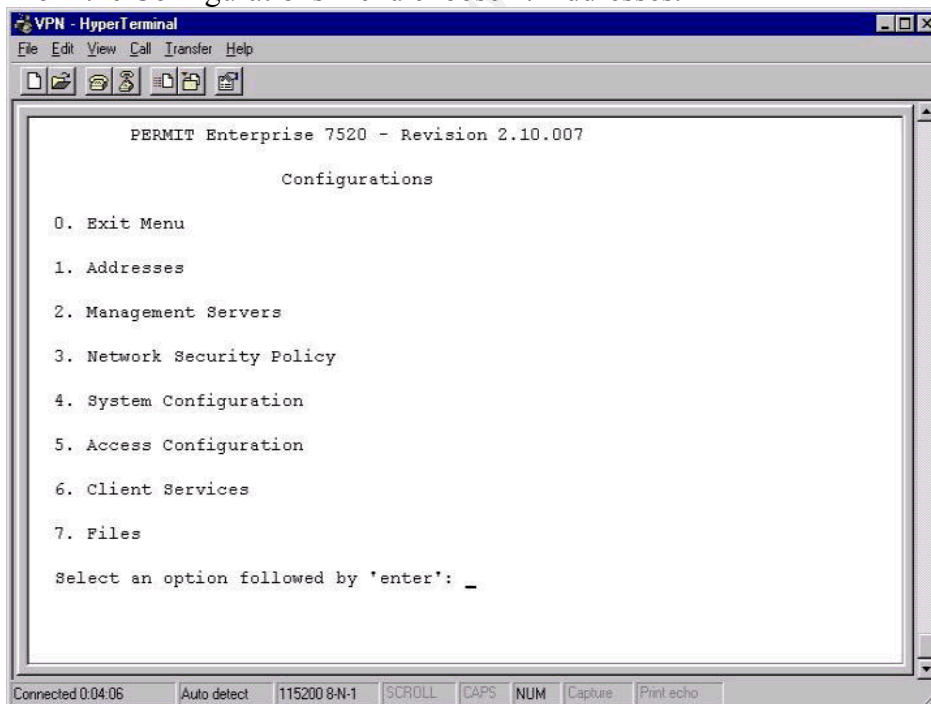 VPN - HyperTerminal
File Edit View Call Transfer Help
PERMIT Enterprise 7520 - Revision 2.10.007
Configurations
0. Exit Menu
1. Addresses
2. Management Servers
3. Network Security Policy
4. System Configuration
5. Access Configuration
6. Client Services
7. Files
Select an option followed by 'enter': _
Connected 0:04:06 Auto detect 115200 8-N-1 SCROLL CAPS NUM Capture Print echo